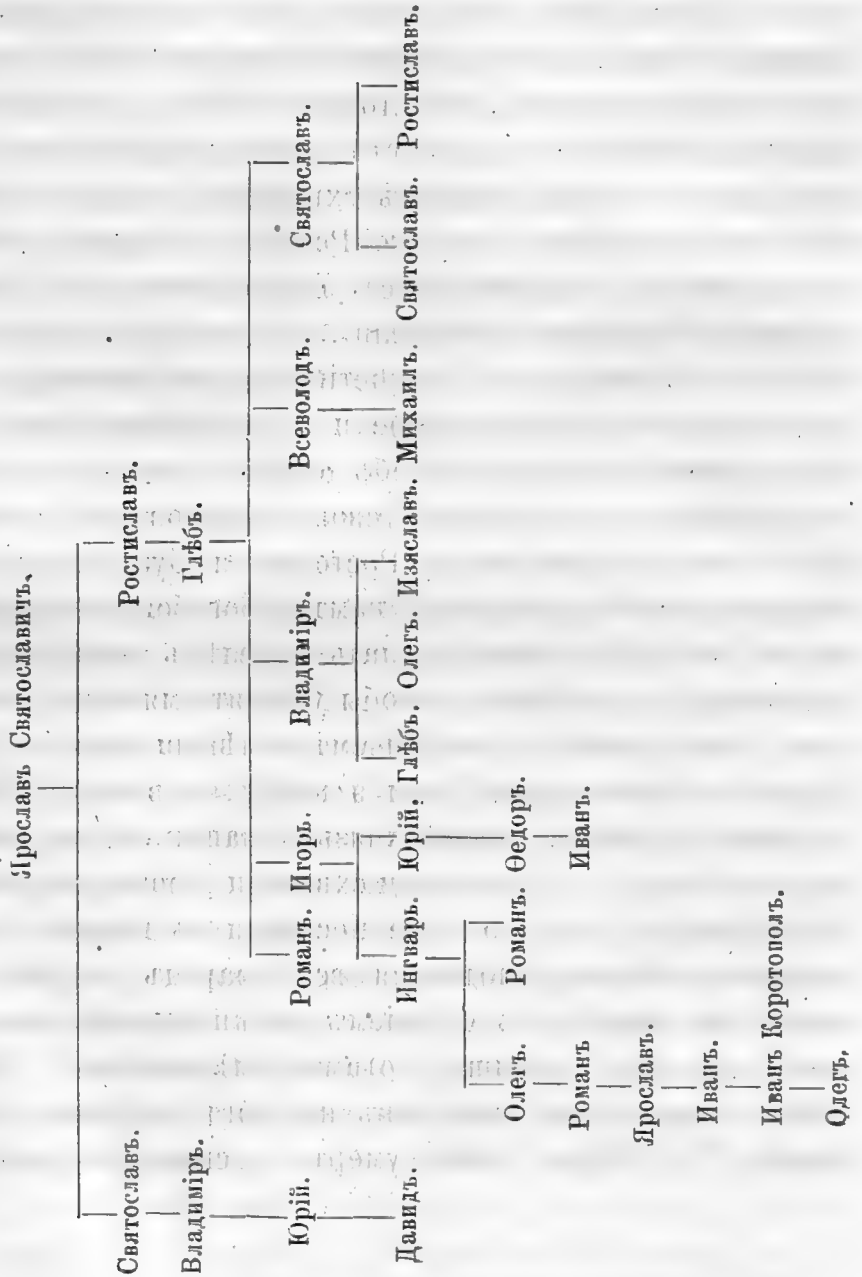 Ярославъ Святославичъ.
Святославъ. Ростиславъ.
Владиміръ. Глѣбъ.
Юрій. Романъ. Игорь. Владиміръ. Всеволодъ. Святославъ.
Давидъ. Ингварь. Юрій. Глѣбъ. Олегъ. Изяславъ. Михаилъ. Святославъ. Ростиславъ.
Олегъ. Романъ. Ѳедоръ.
Романъ Иванъ.
Ярославъ.
Иванъ.
Иванъ Коротополъ.
Олегъ.